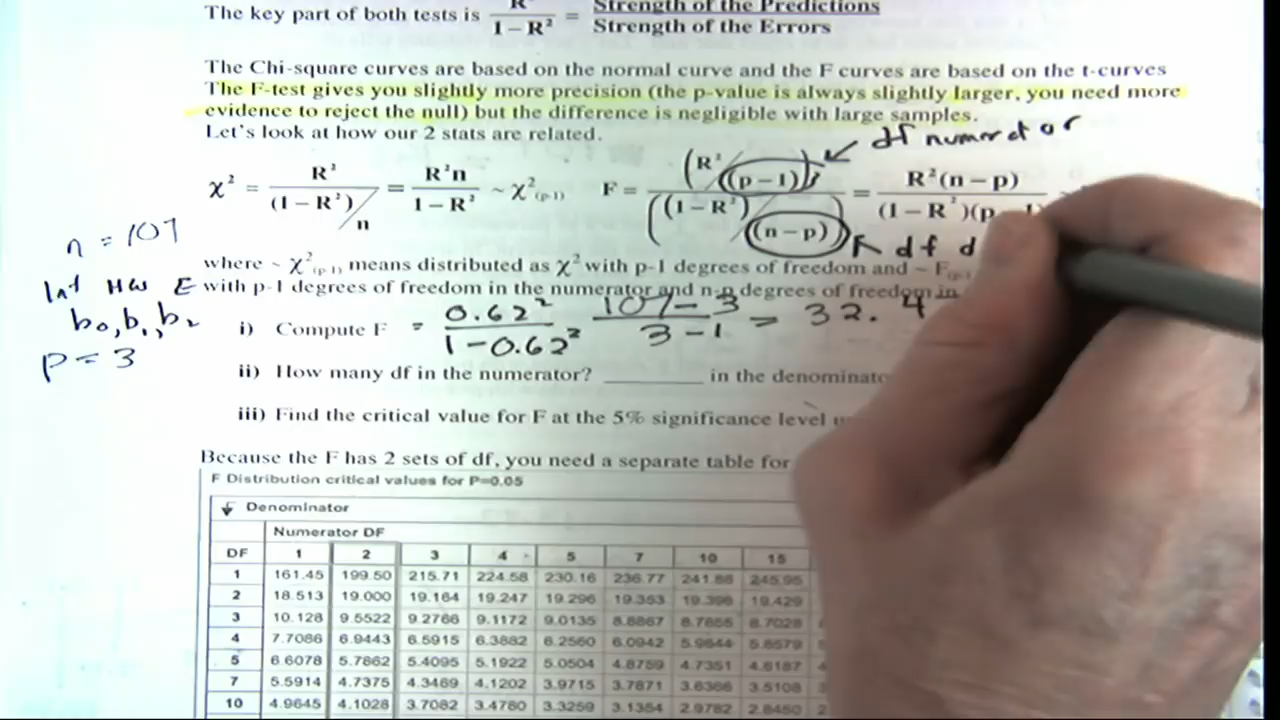 The key part of both tests is R² / 1 − R² = Strength of the Predictions / Strength of the Errors
The Chi-square curves are based on the normal curve and the F curves are based on the t-curves
The F-test gives you slightly more precision (the p-value is always slightly larger, you need more
evidence to reject the null) but the difference is negligible with large samples.
Let's look at how our 2 stats are related.
df numerator
χ² = R² / ((1 − R²) / n) = R²n / 1 − R² ~ χ²(p-1) F = (R² / (p − 1)) / ((1 − R²) / (n − p)) = R²(n − p) / (1 − R²)(p − 1)
df d
n = 107
where ~ χ²(p-1) means distributed as χ² with p-1 degrees of freedom and ~ F(p-1
Int HW E
with p-1 degrees of freedom in the numerator and n-p degrees of freedom in
b0, b1, b2
p = 3
i) Compute F = 0.62² / 1 − 0.62² 107 − 3 / 3 − 1 = 32.4
ii) How many df in the numerator? ________ in the denominato
iii) Find the critical value for F at the 5% significance level
Because the F has 2 sets of df, you need a separate table for
F Distribution critical values for P=0.05
Denominator
Numerator DF
DF 1 2 3 4 5 7 10 15
1 161.45 199.50 215.71 224.58 230.16 236.77 241.88 245.95
2 18.513 19.000 19.164 19.247 19.296 19.353 19.396 19.429
3 10.128 9.5522 9.2766 9.1172 9.0135 8.8867 8.7855 8.7028
4 7.7086 6.9443 6.5915 6.3882 6.2560 6.0942 5.9644 5.8579
5 6.6078 5.7862 5.4095 5.1922 5.0504 4.8759 4.7351 4.6187
7 5.5914 4.7375 4.3469 4.1202 3.9715 3.7871 3.6366 3.5108
10 4.9645 4.1028 3.7082 3.4780 3.3259 3.1354 2.9782 2.8450